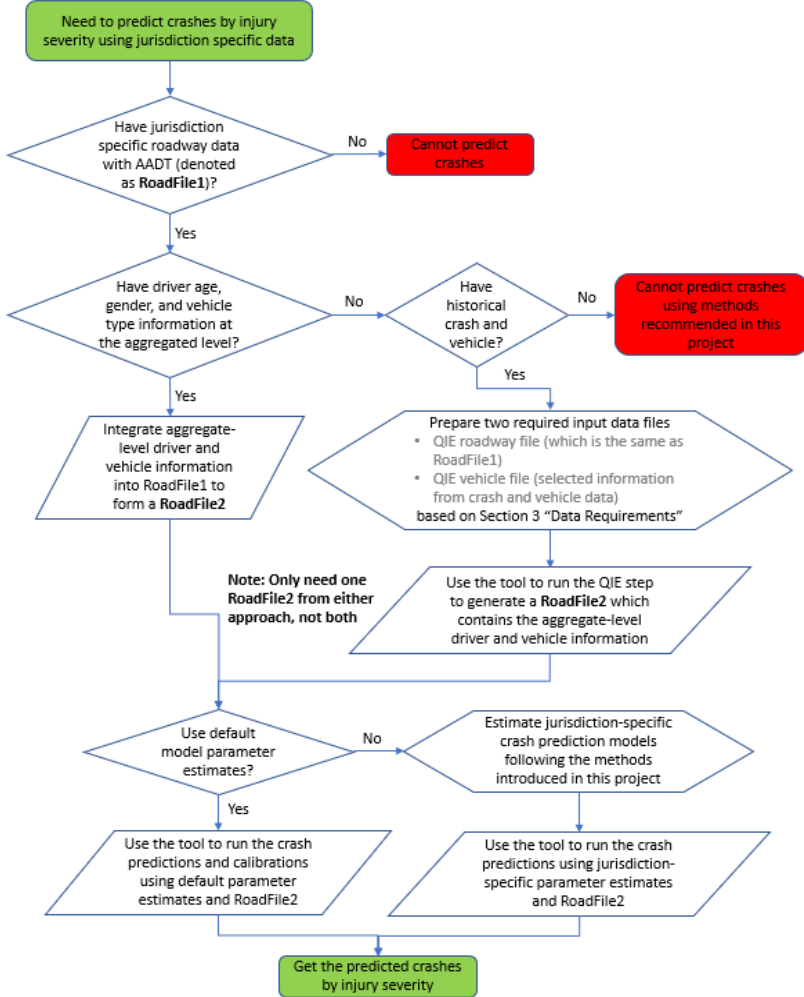 Need to predict crashes by injury
severity using jurisdiction specific data
Have jurisdiction
specific roadway data
with AADT (denoted
as RoadFile1)?
No
Cannot predict
crashes
Yes
Have driver age,
gender, and vehicle
type information at
the aggregated level?
No
Have
historical
crash and
vehicle?
No
Cannot predict crashes
using methods
recommended in this
project
Yes
Yes
Integrate aggregate-
level driver and
vehicle information
into RoadFile1 to
form a RoadFile2
Prepare two required input data files
• QIE roadway file (which is the same as
RoadFile1)
• QIE vehicle file (selected information
from crash and vehicle data)
based on Section 3 “Data Requirements”
Note: Only need one
RoadFile2 from either
approach, not both
Use the tool to run the QIE step
to generate a RoadFile2 which
contains the aggregate-level
driver and vehicle information
Use default
model parameter
estimates?
No
Estimate jurisdiction-specific
crash prediction models
following the methods
introduced in this project
Yes
Use the tool to run the crash
predictions and calibrations
using default parameter
estimates and RoadFile2
Use the tool to run the crash
predictions using jurisdiction-
specific parameter estimates
and RoadFile2
Get the predicted crashes
by injury severity